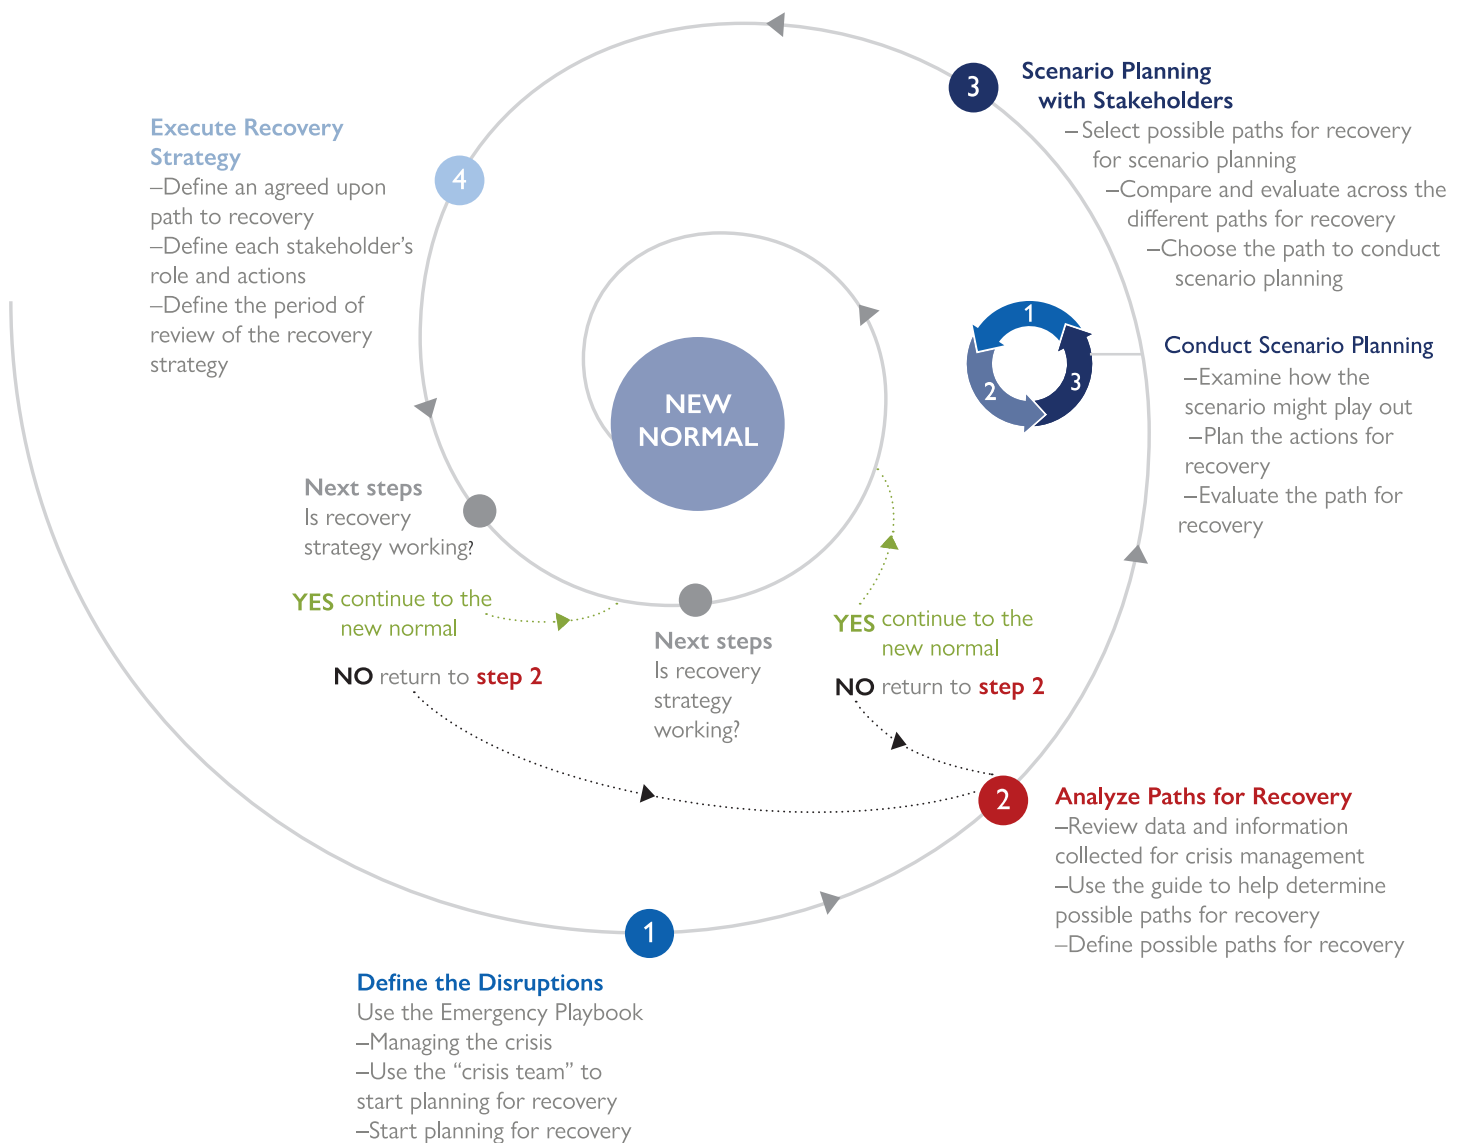 3
Scenario Planning
with Stakeholders
–Select possible paths for recovery
for scenario planning
–Compare and evaluate across the
different paths for recovery
–Choose the path to conduct
scenario planning
Execute Recovery
Strategy
–Define an agreed upon
path to recovery
–Define each stakeholder’s
role and actions
–Define the period of
review of the recovery
strategy
4
1
2
3
Conduct Scenario Planning
–Examine how the
scenario might play out
–Plan the actions for
recovery
–Evaluate the path for
recovery
NEW
NORMAL
Next steps
Is recovery
strategy working?
YES continue to the
new normal
NO return to step 2
Next steps
Is recovery
strategy
working?
YES continue to the
new normal
NO return to step 2
2
Analyze Paths for Recovery
–Review data and information
collected for crisis management
–Use the guide to help determine
possible paths for recovery
–Define possible paths for recovery
1
Define the Disruptions
Use the Emergency Playbook
–Managing the crisis
–Use the “crisis team” to
start planning for recovery
–Start planning for recovery